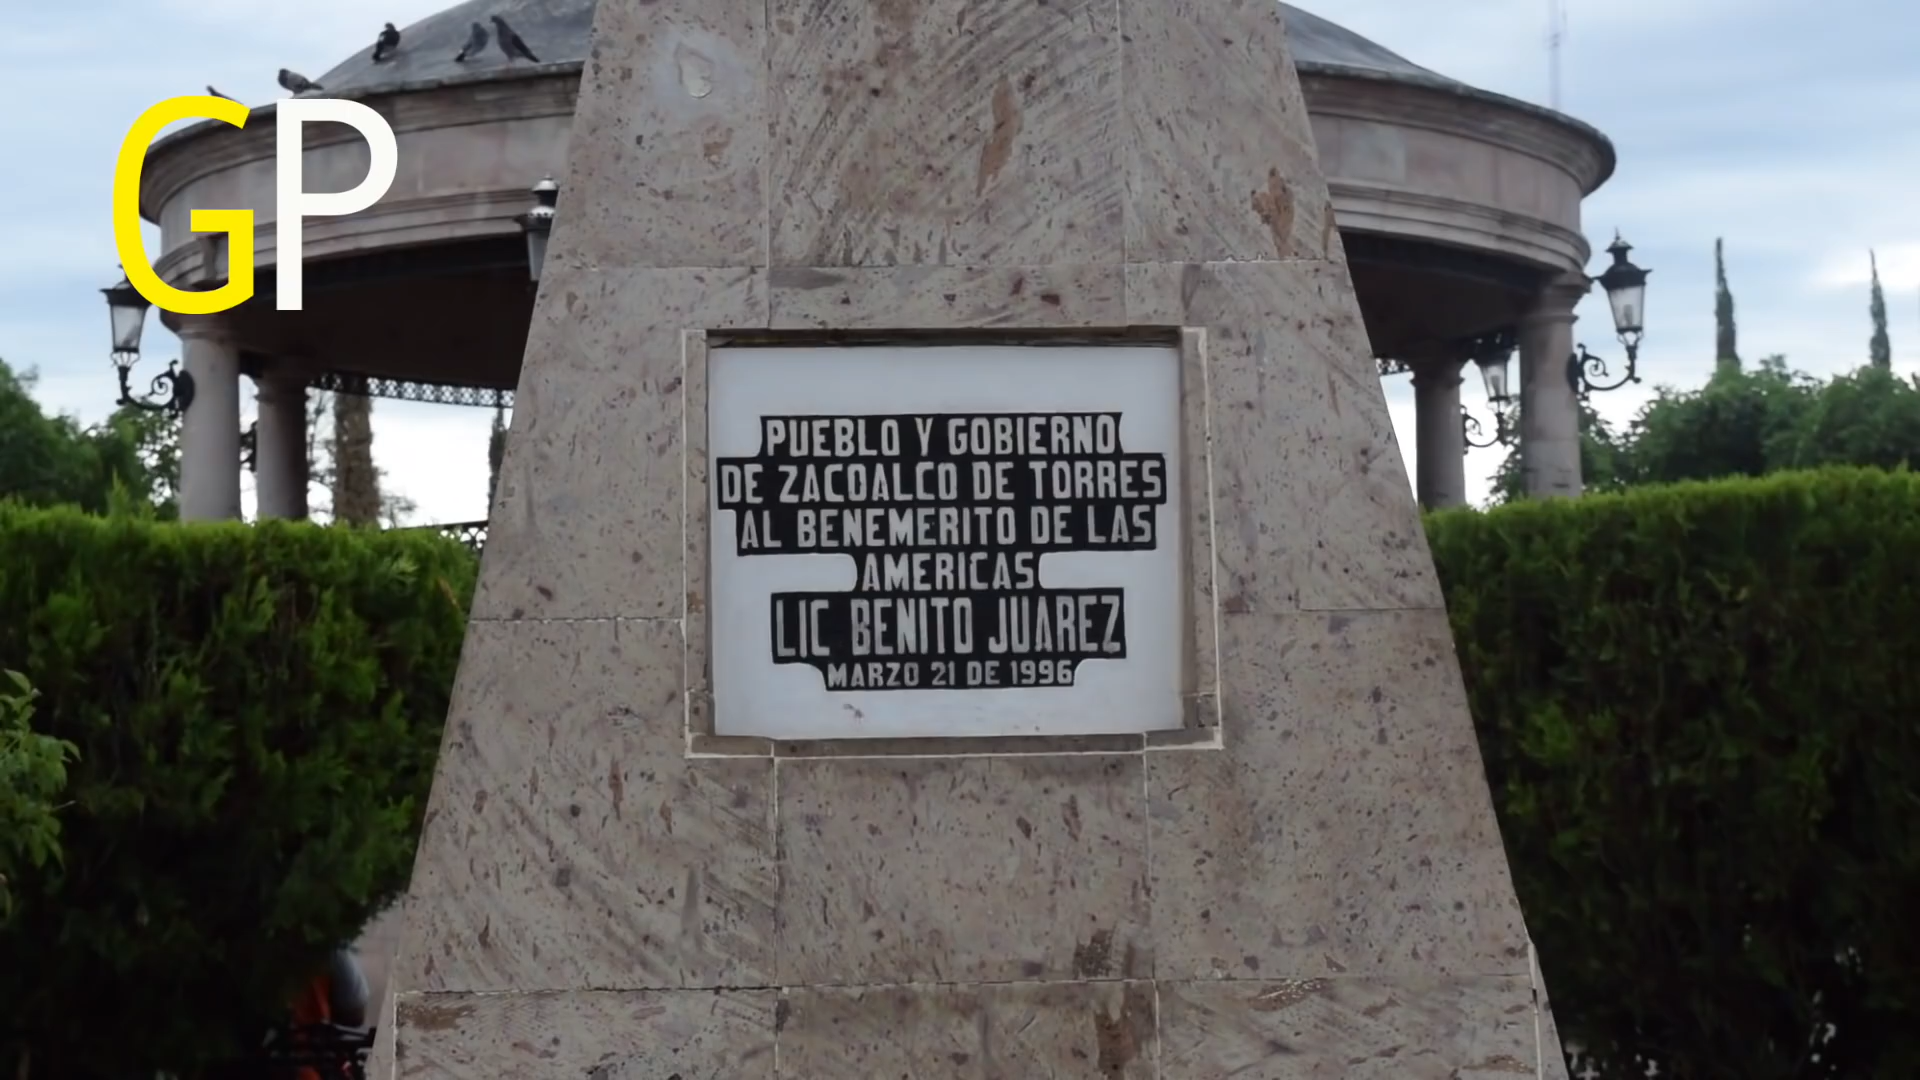 GP
PUEBLO Y GOBIERNO
DE ZACOALCO DE TORRES
AL BENEMERITO DE LAS
AMERICAS
LIC BENITO JUAREZ
MARZO 21 DE 1996